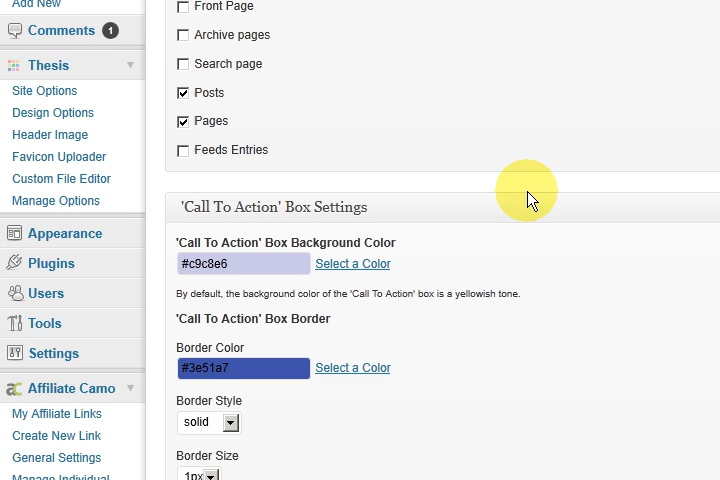 Add New
Comments 1
Thesis
Site Options
Design Options
Header Image
Favicon Uploader
Custom File Editor
Manage Options
Appearance
Plugins
Users
Tools
Settings
ac Affiliate Camo
My Affiliate Links
Create New Link
General Settings
Manage Individual
Front Page
Archive pages
Search page
Posts
Pages
Feeds Entries
'Call To Action' Box Settings
'Call To Action' Box Background Color
#c9c8e6 Select a Color
By default, the background color of the 'Call To Action' box is a yellowish tone.
'Call To Action' Box Border
Border Color
#3e51a7 Select a Color
Border Style
solid
Border Size
1px